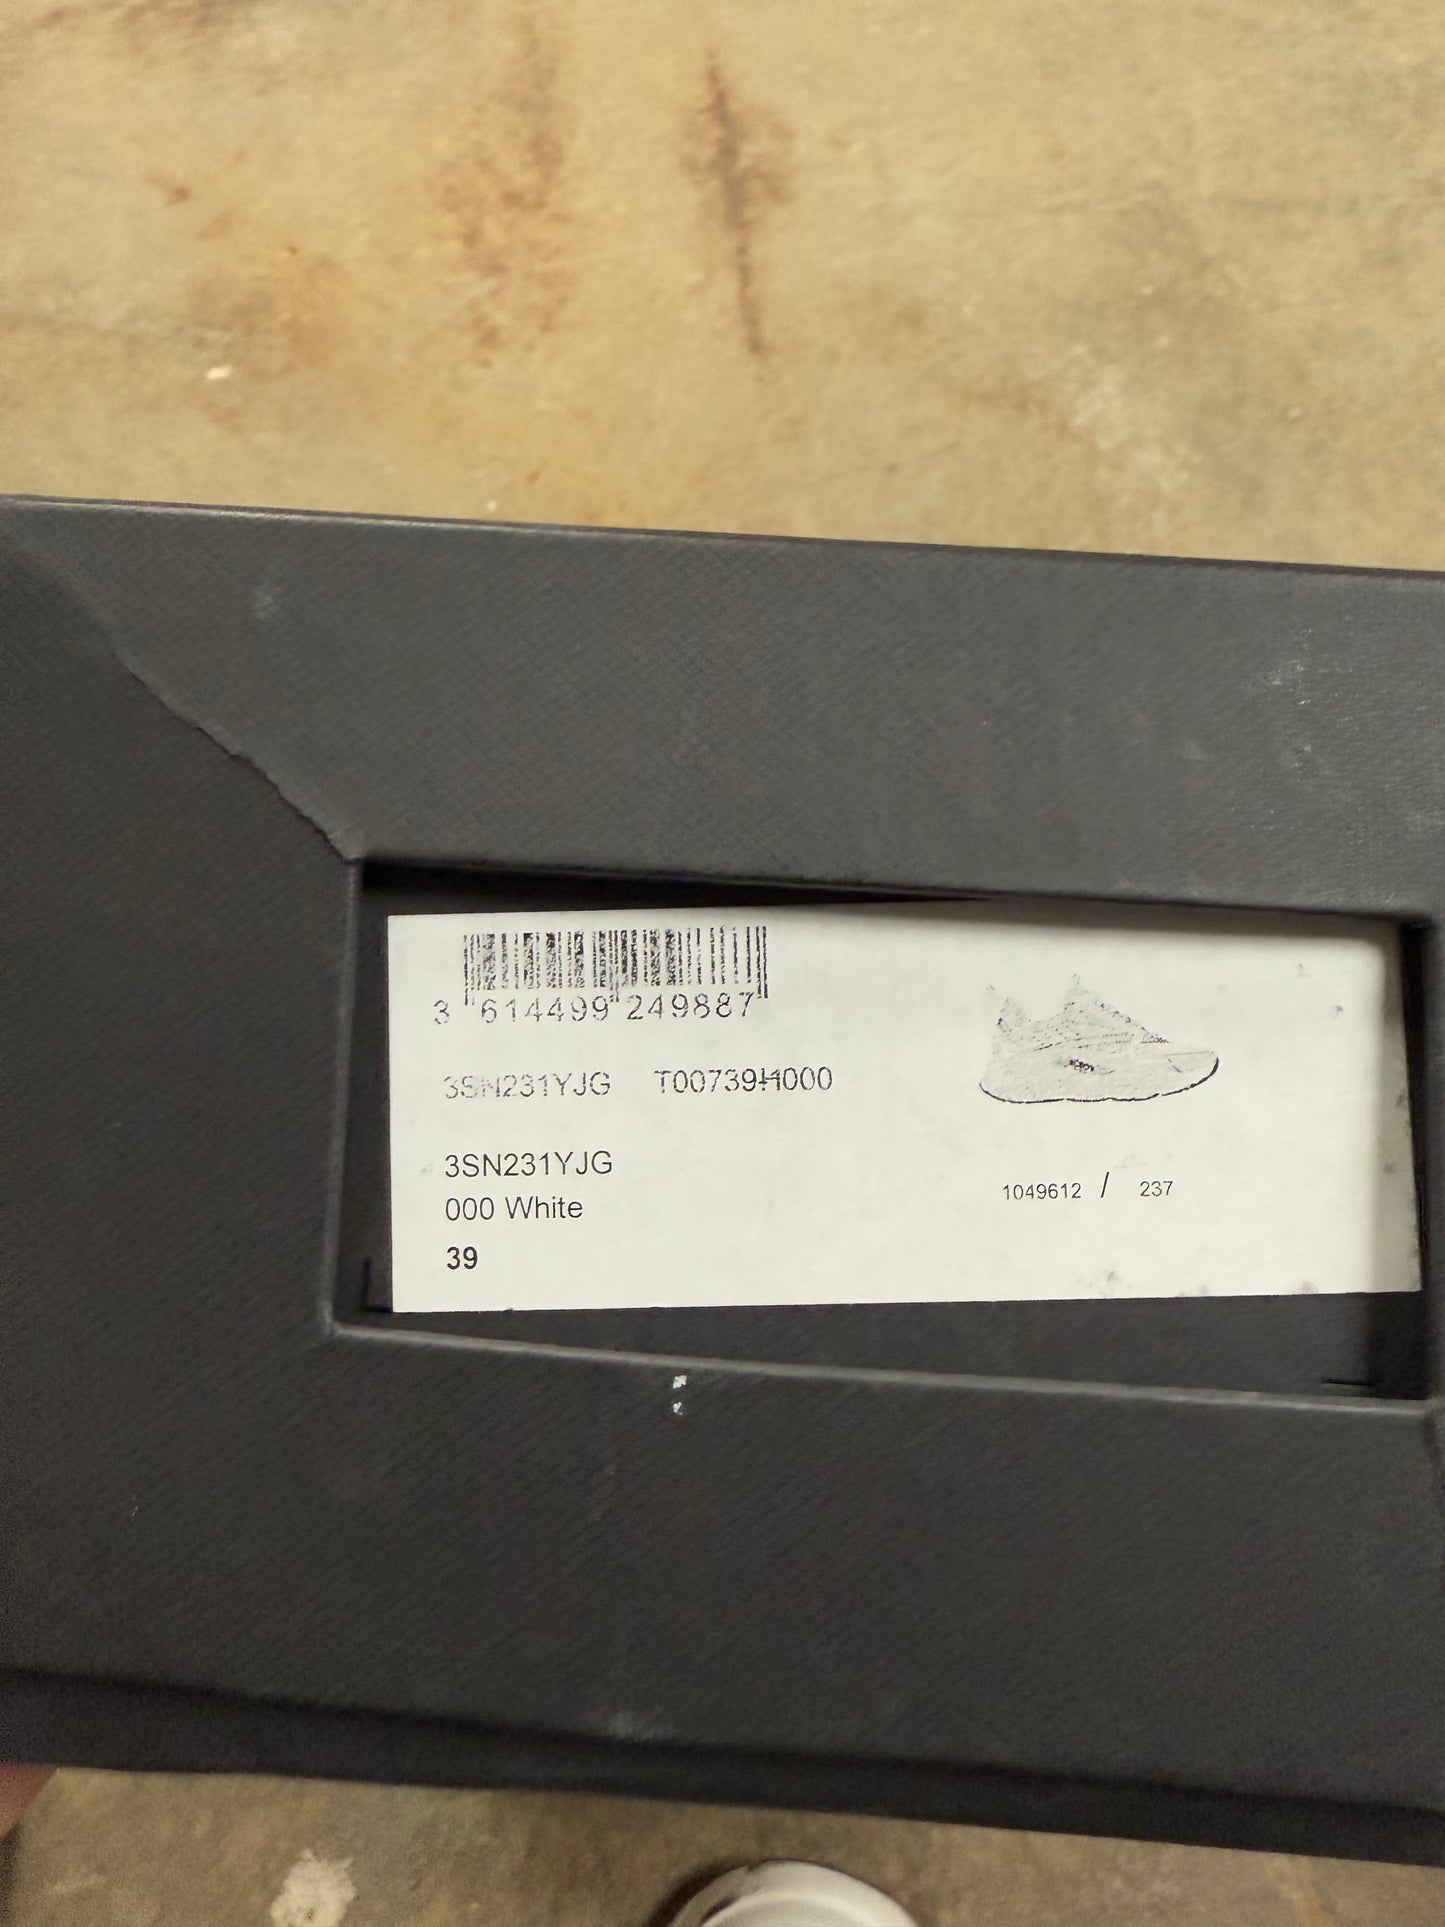 3 614499 249887
3SN231YJG T00739H000
3SN231YJG
000 White
39
1049612 / 237